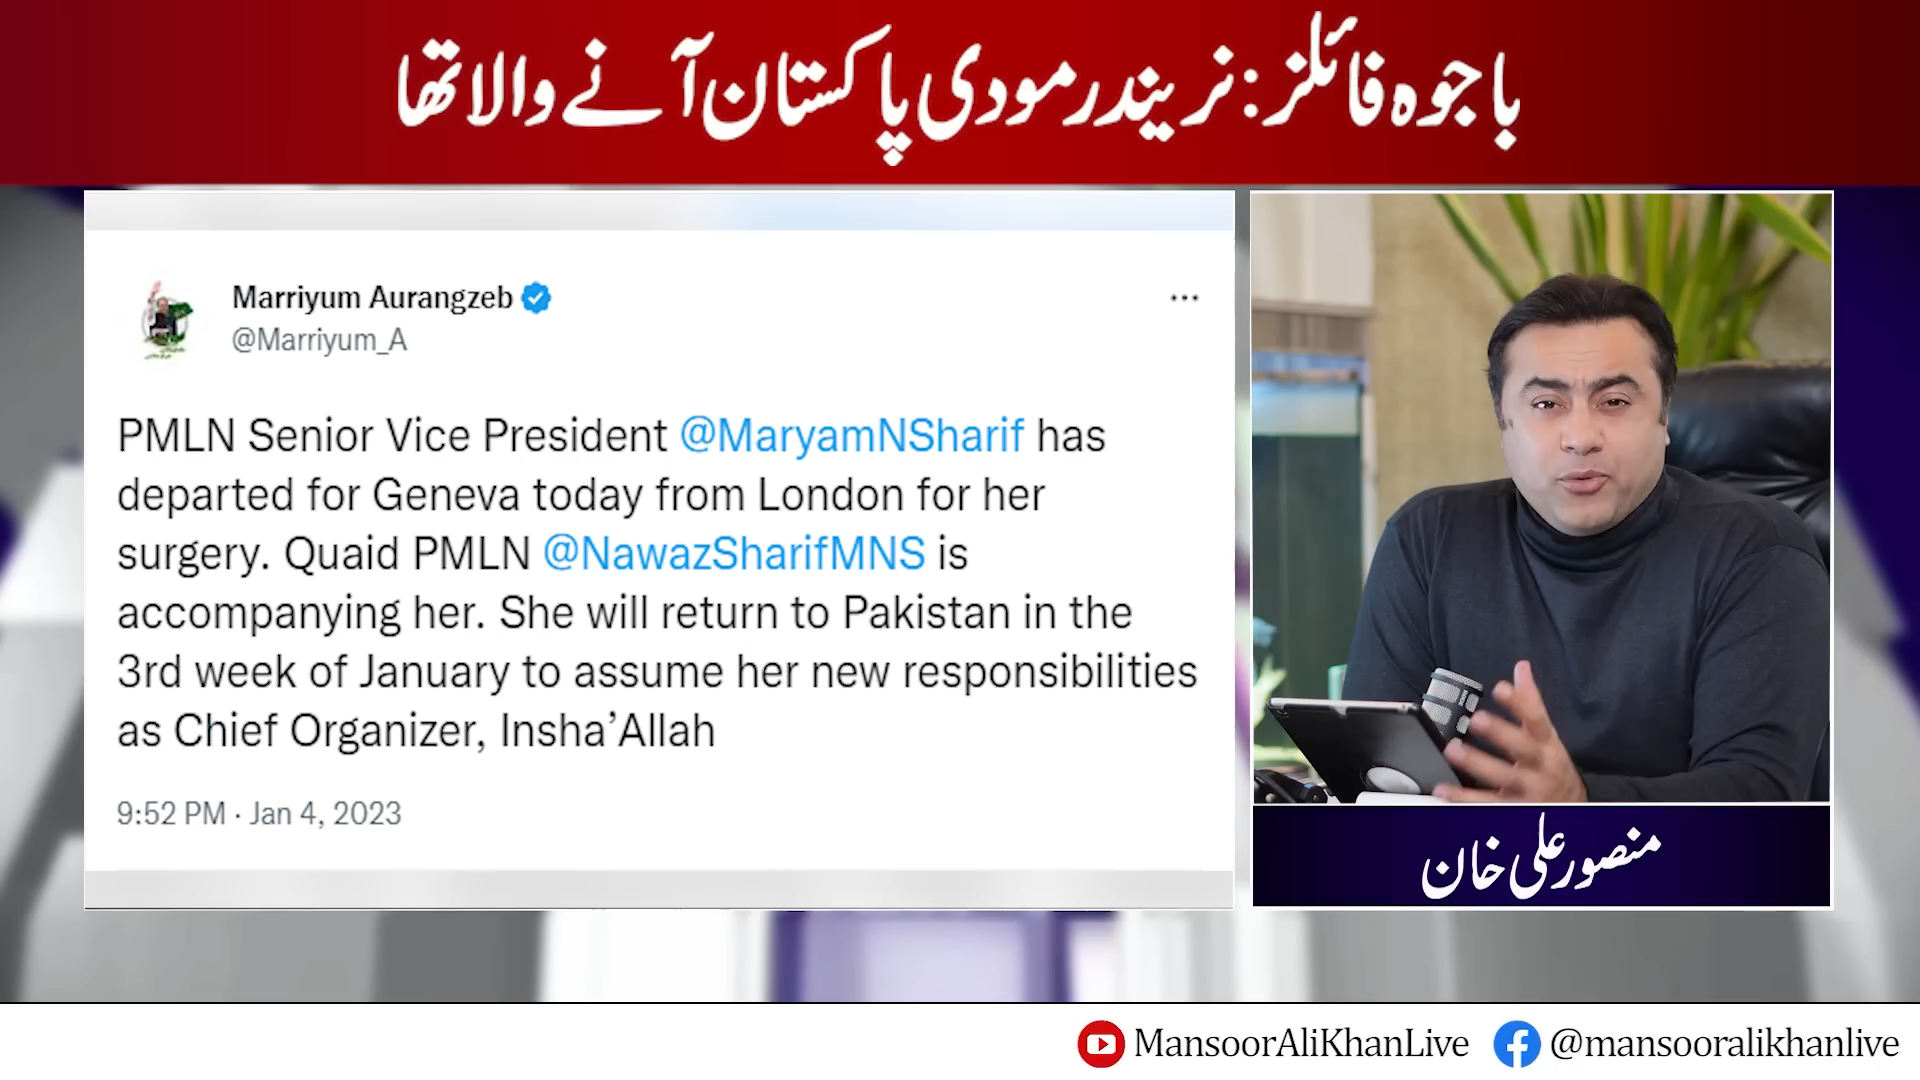 باجوہ فائلز: نریندر مودی پاکستان آنے والا تھا
Marriyum Aurangzeb
@Marriyum_A
PMLN Senior Vice President @MaryamNSharif has
departed for Geneva today from London for her
surgery. Quaid PMLN @NawazSharifMNS is
accompanying her. She will return to Pakistan in the
3rd week of January to assume her new responsibilities
as Chief Organizer, Insha’Allah
9:52 PM · Jan 4, 2023
منصور علی خان
MansoorAliKhanLive @mansooralikhanlive